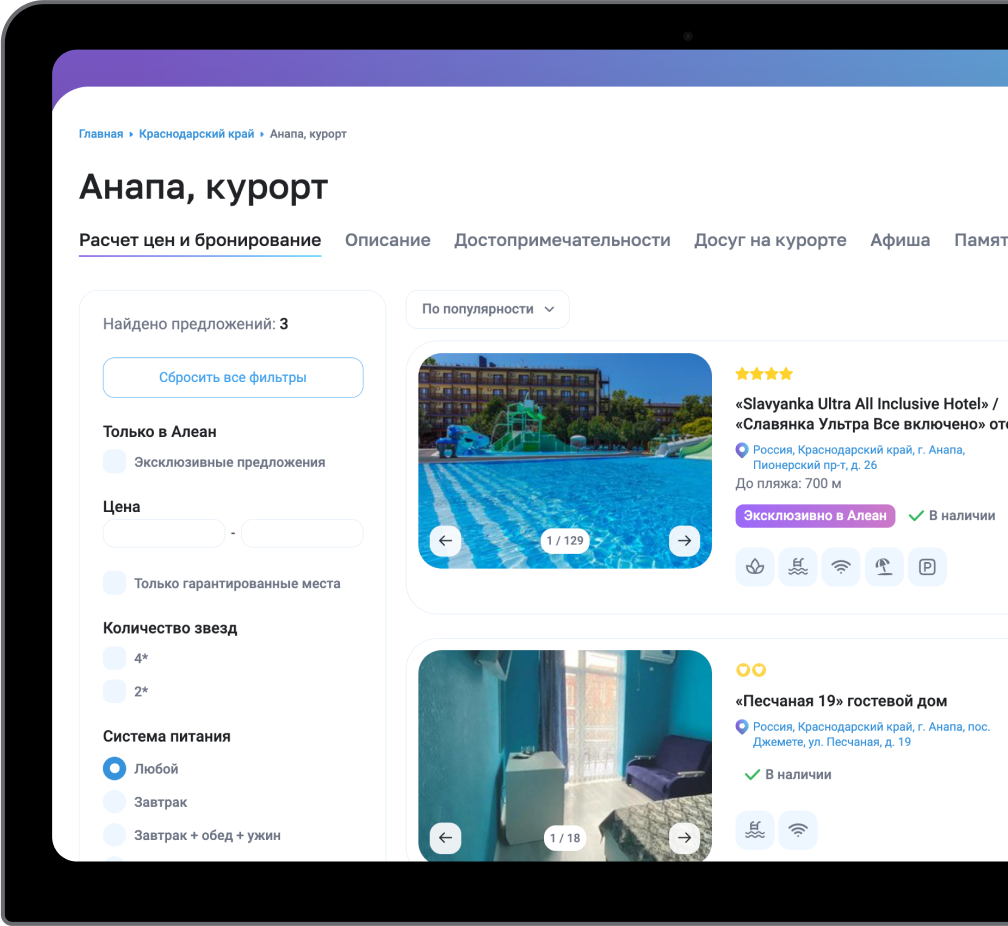 Главная Краснодарский край Анапа, курорт
Анапа, курорт
Расчет цен и бронирование Описание Достопримечательности Досуг на курорте Афиша Памят
Найдено предложений: 3
Сбросить все фильтры
Только в Алеан
Эксклюзивные предложения
Цена
-
Только гарантированные места
Количество звезд
4*
2*
Система питания
Любой
Завтрак
Завтрак + обед + ужин
По популярности
1 / 129
«Slavyanka Ultra All Inclusive Hotel» /
«Славянка Ультра Все включено» оте
Россия, Краснодарский край, г. Анапа,
Пионерский пр-т, д. 26
До пляжа: 700 м
Эксклюзивно в Алеан В наличии
P
1 / 18
«Песчаная 19» гостевой дом
Россия, Краснодарский край, г. Анапа, пос.
Джемете, ул. Песчаная, д. 19
В наличии